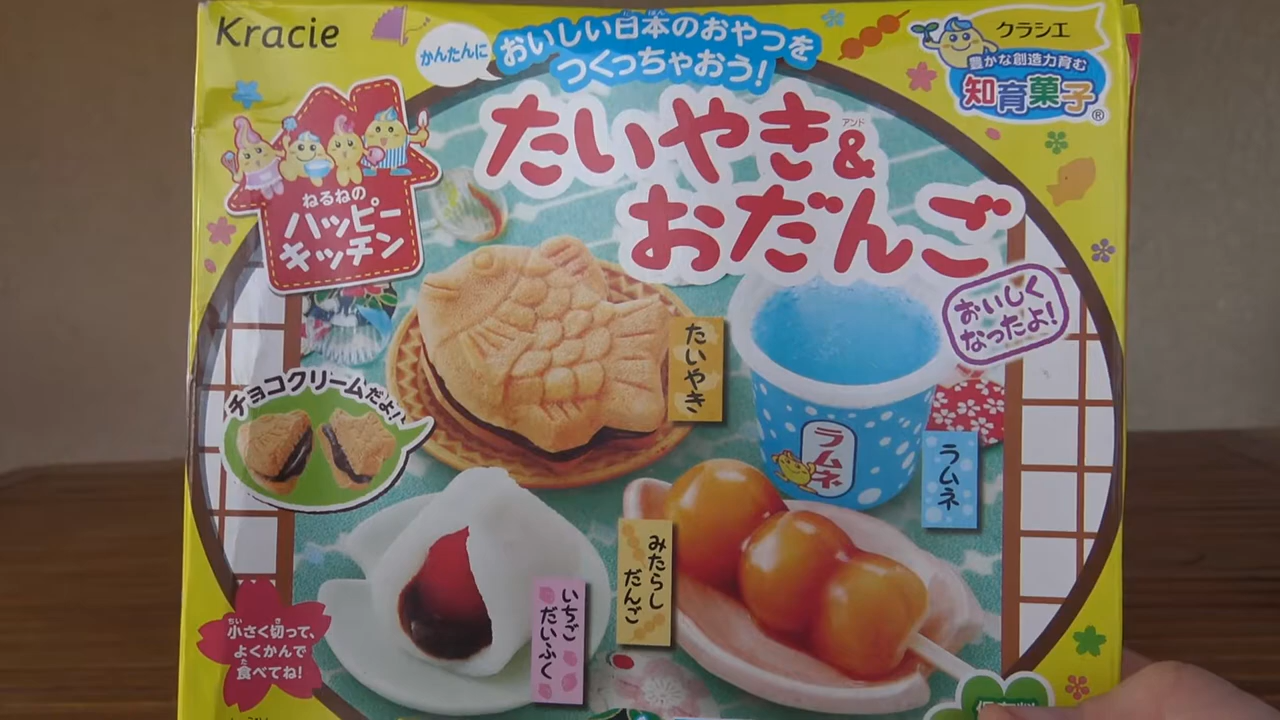 Kracie
かんたんに
おいしい日本のおやつを
つくっちゃおう!
にっぽん
クラシエ
豊かな創造力育む
知育菓子®
たいやき&
アンド
おだんご
ねるねの
ハッピー
キッチン
おいしく
なったよ!
チョコクリームだよ!
たいやき
ラムネ
ラムネ
みたらし
だんご
いちご
だいふく
小さく切って、
よくかんで
食べてね!